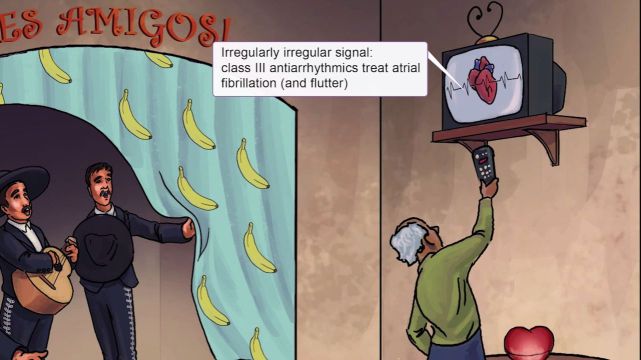 ES AMIGOS!
Irregularly irregular signal:
class III antiarrhythmics treat atrial
fibrillation (and flutter)